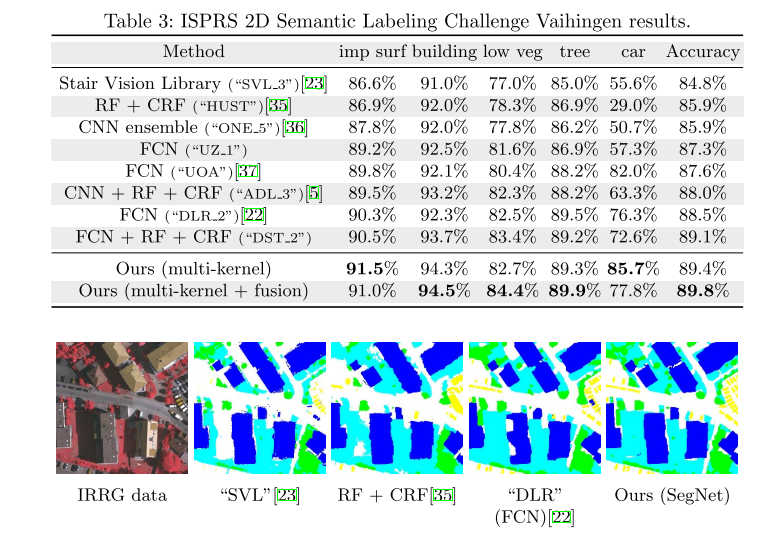 Table 3: ISPRS 2D Semantic Labeling Challenge Vaihingen results.
Method imp surf building low veg tree car Accuracy
Stair Vision Library (“SVL_3”)[23] 86.6% 91.0% 77.0% 85.0% 55.6% 84.8%
RF + CRF (“HUST”)[35] 86.9% 92.0% 78.3% 86.9% 29.0% 85.9%
CNN ensemble (“ONE_5”)[36] 87.8% 92.0% 77.8% 86.2% 50.7% 85.9%
FCN (“UZ_1”) 89.2% 92.5% 81.6% 86.9% 57.3% 87.3%
FCN (“UOA”)[37] 89.8% 92.1% 80.4% 88.2% 82.0% 87.6%
CNN + RF + CRF (“ADL_3”)[5] 89.5% 93.2% 82.3% 88.2% 63.3% 88.0%
FCN (“DLR_2”)[22] 90.3% 92.3% 82.5% 89.5% 76.3% 88.5%
FCN + RF + CRF (“DST_2”) 90.5% 93.7% 83.4% 89.2% 72.6% 89.1%
Ours (multi-kernel) 91.5% 94.3% 82.7% 89.3% 85.7% 89.4%
Ours (multi-kernel + fusion) 91.0% 94.5% 84.4% 89.9% 77.8% 89.8%
IRRG data “SVL”[23] RF + CRF[35] “DLR” Ours (SegNet)
(FCN)[22]